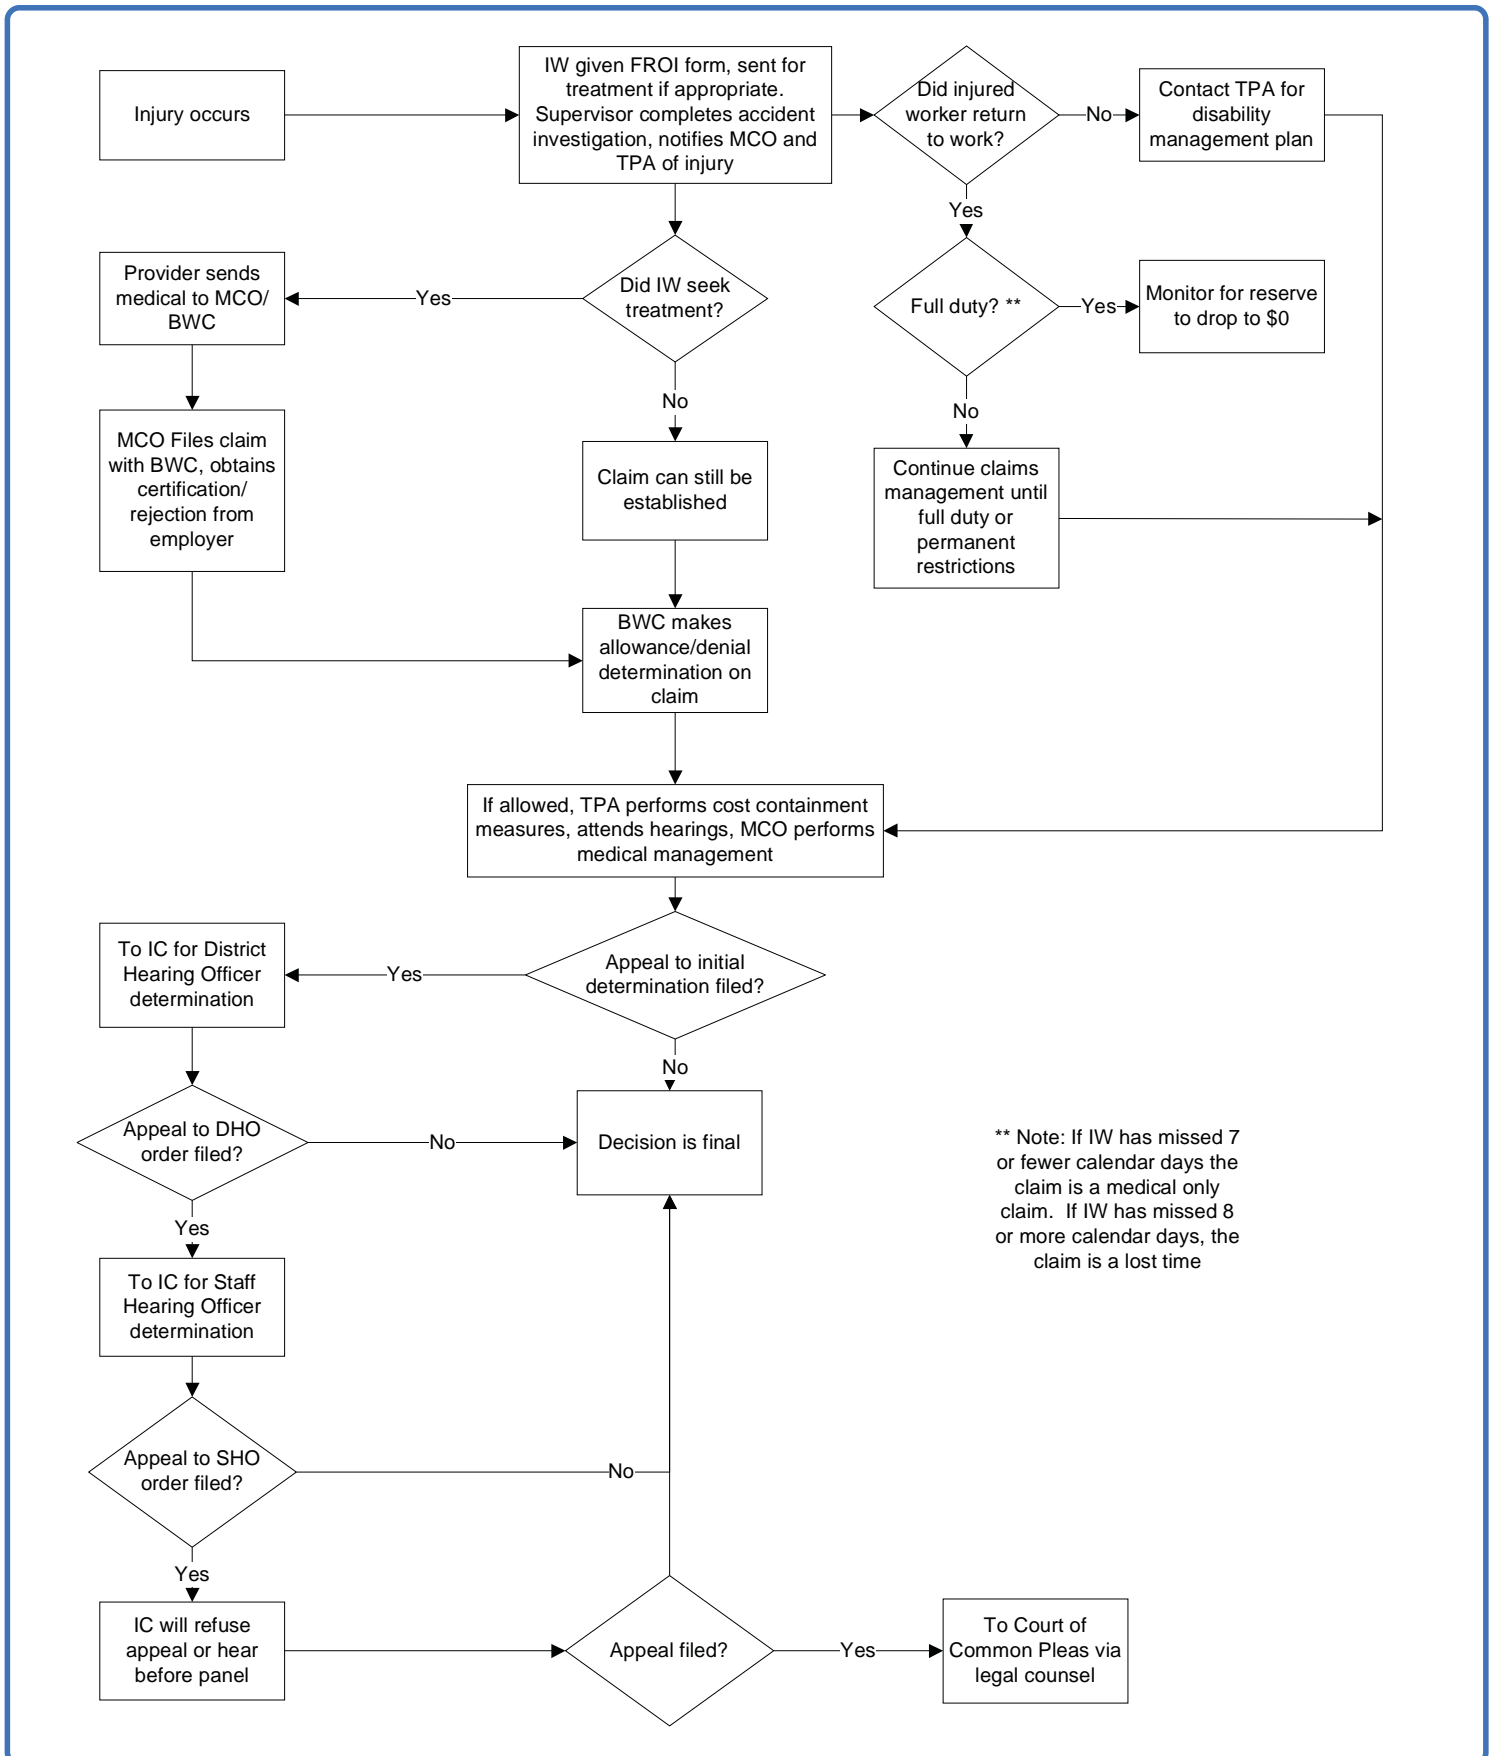 Injury occurs
IW given FROI form, sent for
treatment if appropriate.
Supervisor completes accident
investigation, notifies MCO and
TPA of injury
Did injured
worker return
to work?
No
Contact TPA for
disability
management plan
Yes
Provider sends
medical to MCO/
BWC
Yes
Did IW seek
treatment?
Full duty? **
Yes
Monitor for reserve
to drop to $0
No
No
MCO Files claim
with BWC, obtains
certification/
rejection from
employer
Claim can still be
established
Continue claims
management until
full duty or
permanent
restrictions
BWC makes
allowance/denial
determination on
claim
If allowed, TPA performs cost containment
measures, attends hearings, MCO performs
medical management
To IC for District
Hearing Officer
determination
Yes
Appeal to initial
determination filed?
No
Appeal to DHO
order filed?
No
Decision is final
** Note: If IW has missed 7
or fewer calendar days the
claim is a medical only
claim.  If IW has missed 8
or more calendar days, the
claim is a lost time
Yes
To IC for Staff
Hearing Officer
determination
Appeal to SHO
order filed?
No
Yes
IC will refuse
appeal or hear
before panel
Appeal filed?
Yes
To Court of
Common Pleas via
legal counsel